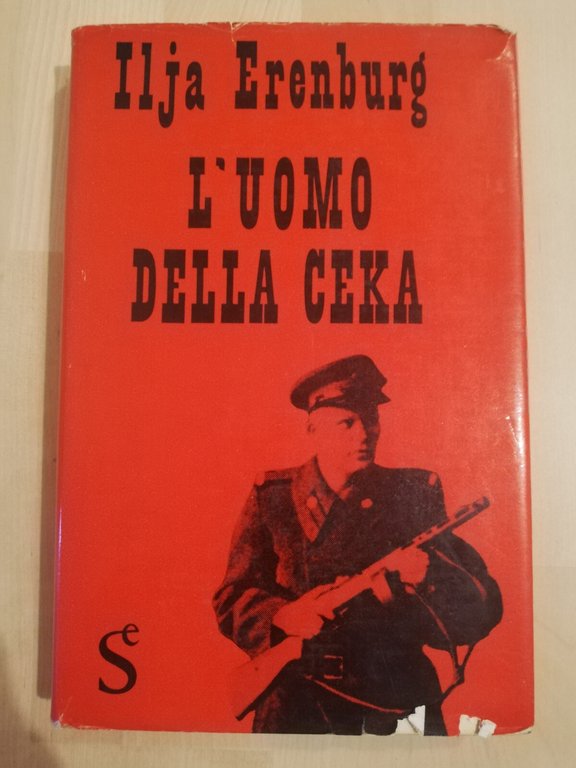 Ilja Erenburg
L'UOMO
DELLA CEKA
Se